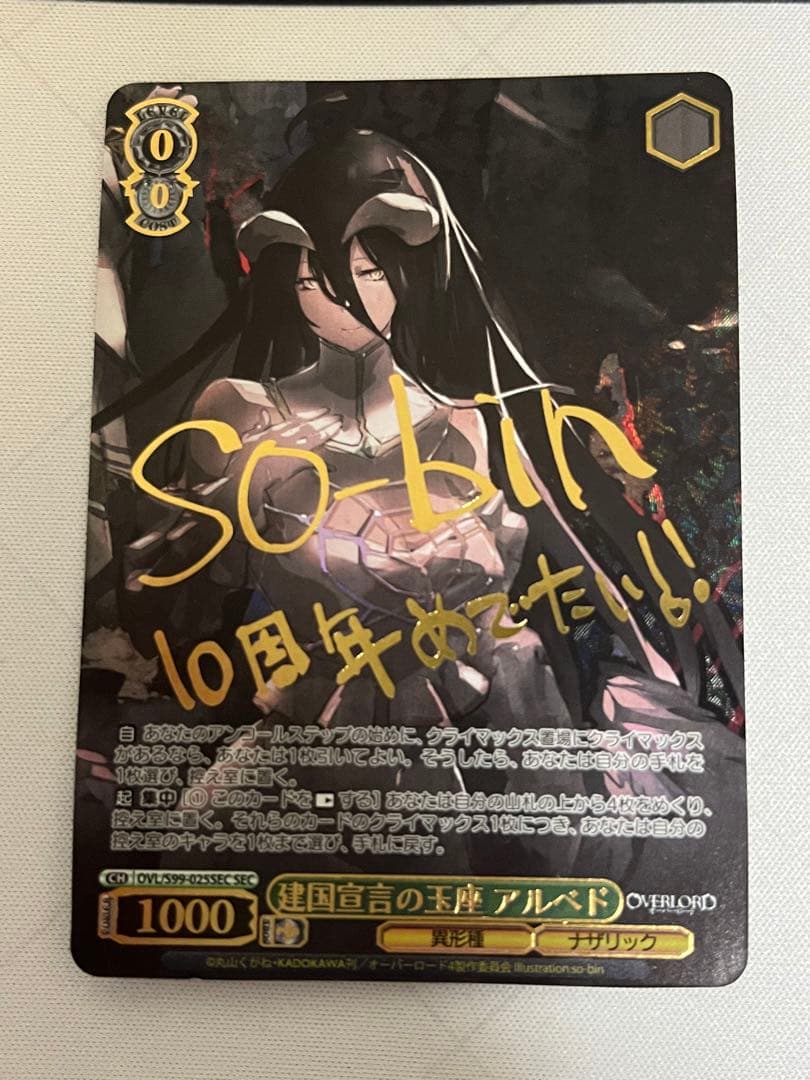 LEVEL
0
0
COST
so-bin
10周年めでたい!!
自 あなたのアンコールステップの始めに、クライマックス置場にクライマックス
があるなら、あなたは1枚引いてよい。そうしたら、あなたは自分の手札を
1枚選び、控え室に置く。
起 集中 [(1) このカードを する] あなたは自分の山札の上から4枚をめくり、
控え室に置く。それらのカードのクライマックス1枚につき、あなたは自分の
控え室のキャラを1枚まで選び、手札に戻す。
CH OVL/S99-025SEC SEC
1000
建国宣言の玉座 アルベド
OVERLORD
オーバーロード
異形種 ナザリック
©丸山くがね・KADOKAWA刊/オーバーロード4製作委員会 Illustration:so-bin